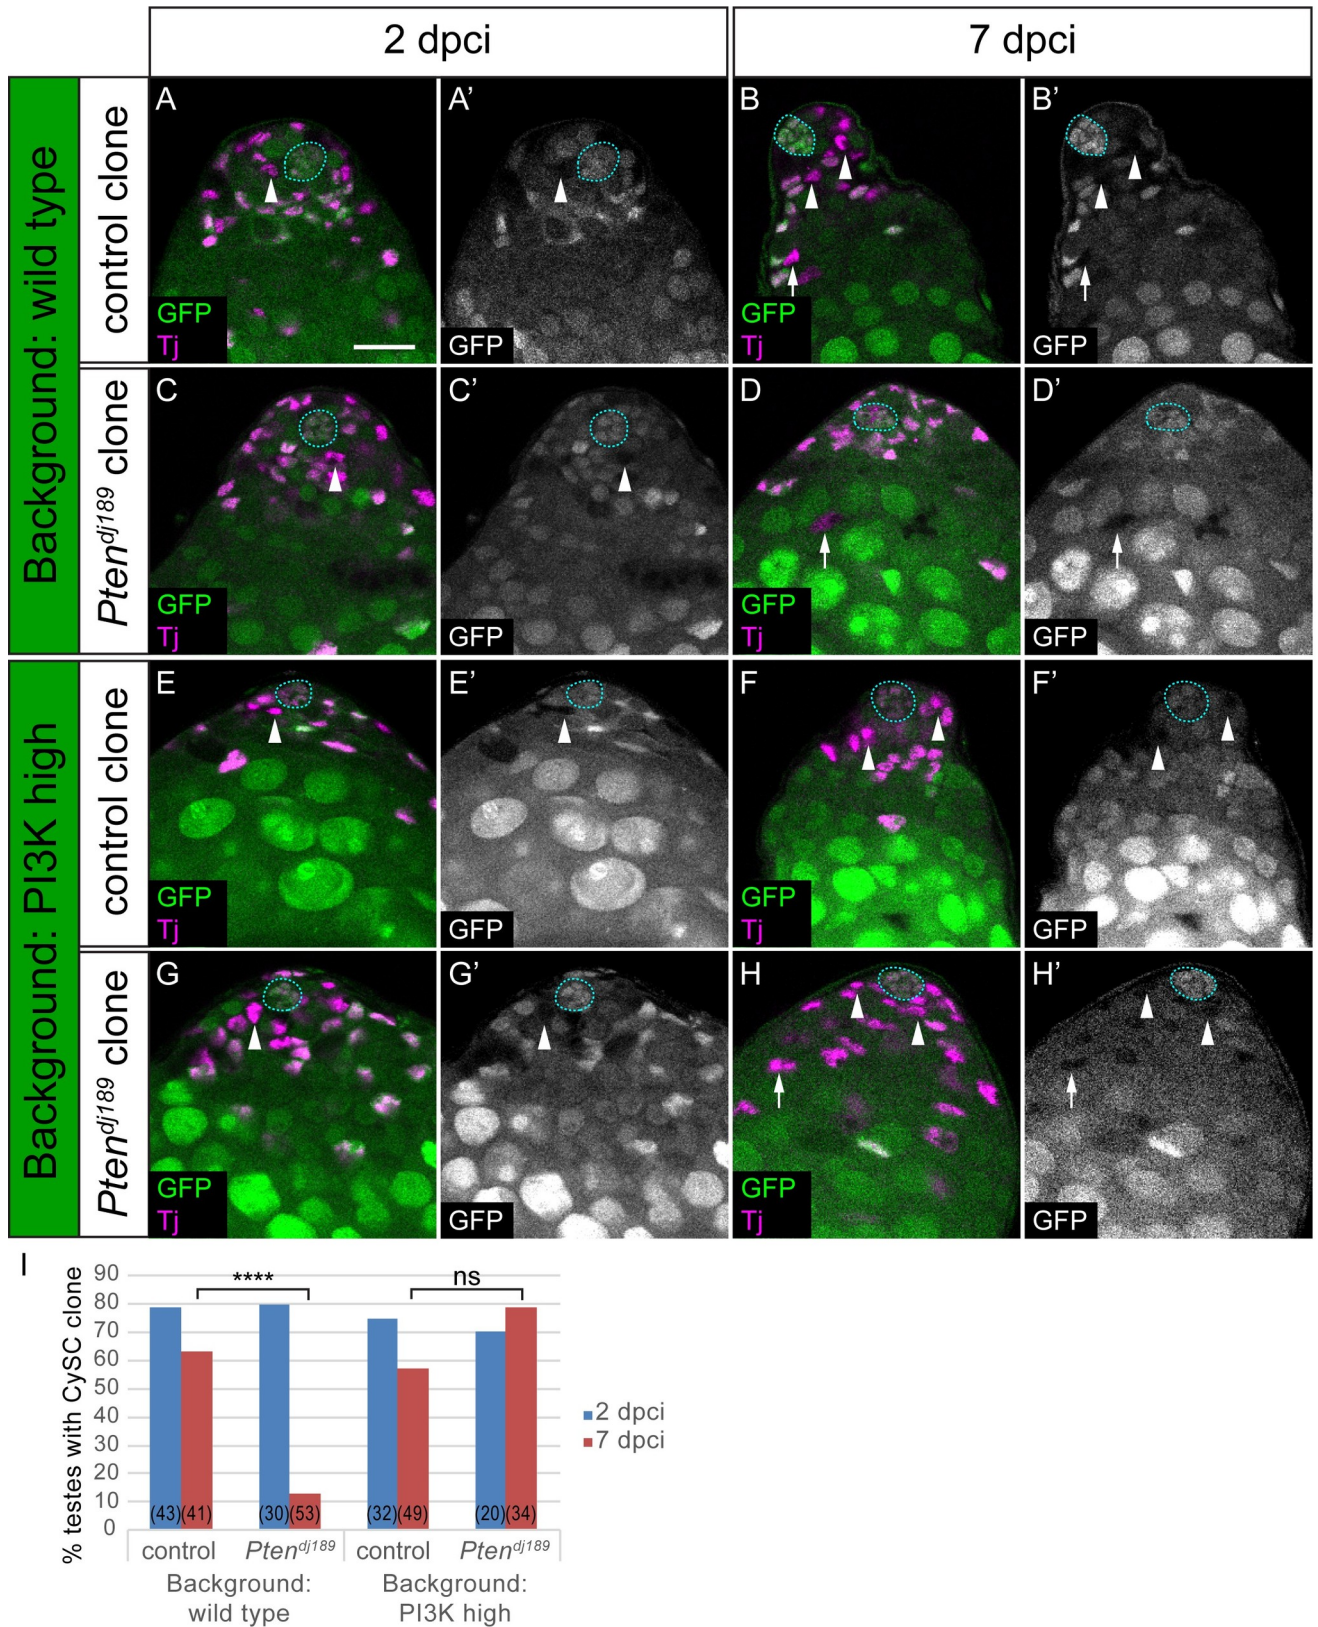 2 dpci
7 dpci
Background: wild type
control clone
A
GFP
Tj
A’
GFP
B
GFP
Tj
B’
GFP
Pten^dj189 clone
C
GFP
Tj
C’
GFP
D
GFP
Tj
D’
GFP
Background: PI3K high
control clone
E
GFP
Tj
E’
GFP
F
GFP
Tj
F’
GFP
Pten^dj189 clone
G
GFP
Tj
G’
GFP
H
GFP
Tj
H’
GFP
I
% testes with CySC clone
90
80
70
60
50
40
30
20
10
0
****
ns
(43)(41)
(30)(53)
(32)(49)
(20)(34)
2 dpci
7 dpci
control
Pten^dj189
control
Pten^dj189
Background:
wild type
Background:
PI3K high